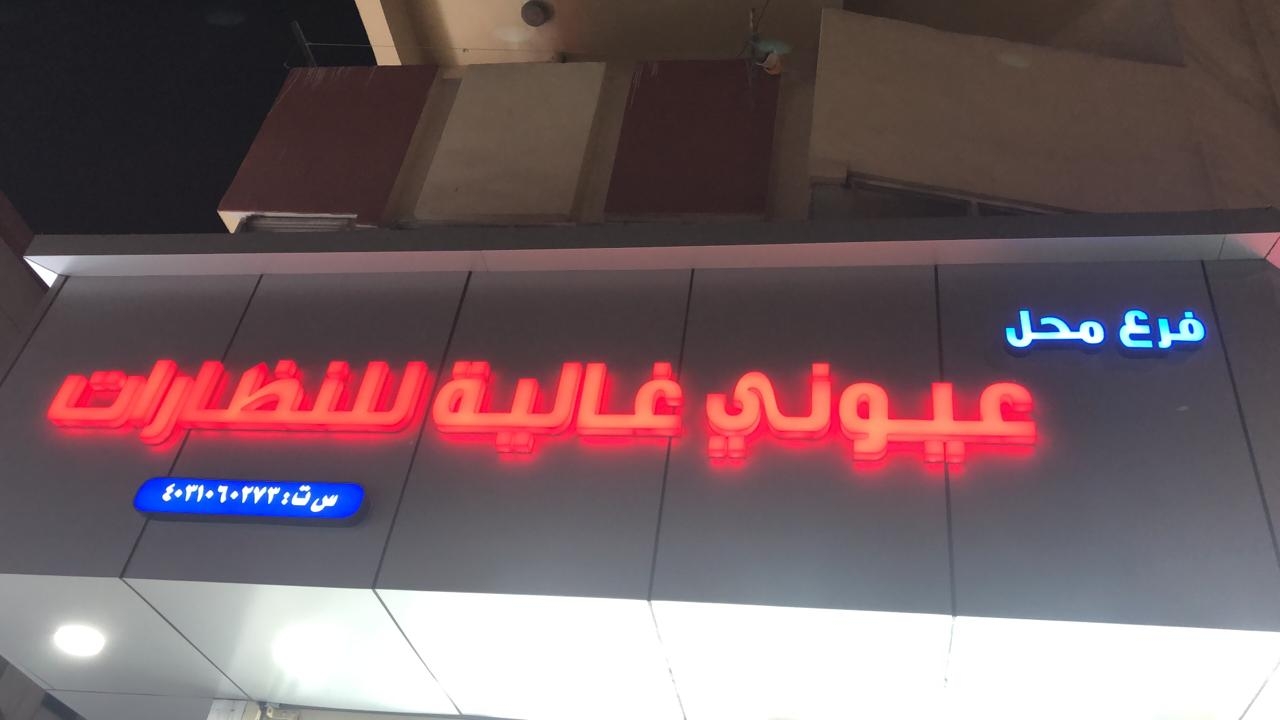 فرع محل
عيوني غالية للنظارات
س ت: ٤٠٣١٠٦٠٢٧٣